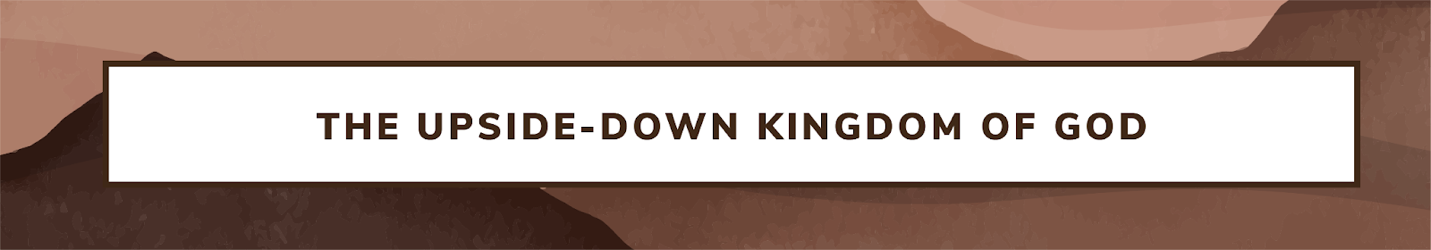 THE UPSIDE-DOWN KINGDOM OF GOD